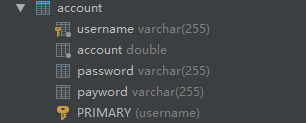 account
username varchar(255)
account double
password varchar(255)
payword varchar(255)
PRIMARY (username)